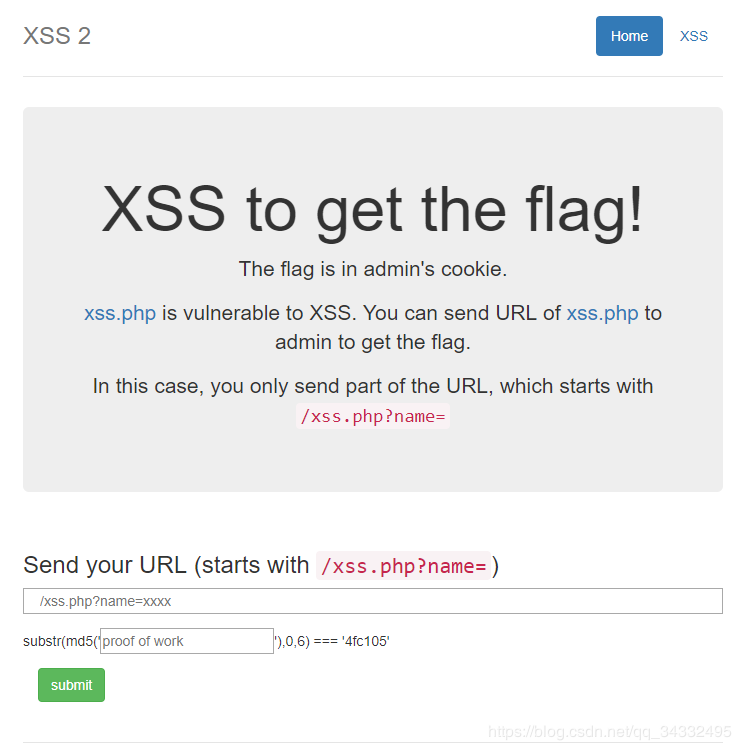 XSS 2
Home
XSS
XSS to get the flag!
The flag is in admin's cookie.
xss.php is vulnerable to XSS. You can send URL of xss.php to
admin to get the flag.
In this case, you only send part of the URL, which starts with
/xss.php?name=
Send your URL (starts with /xss.php?name= )
/xss.php?name=xxxx
substr(md5('proof of work'),0,6) === '4fc105'
submit
https://blog.csdn.net/qq_34332495